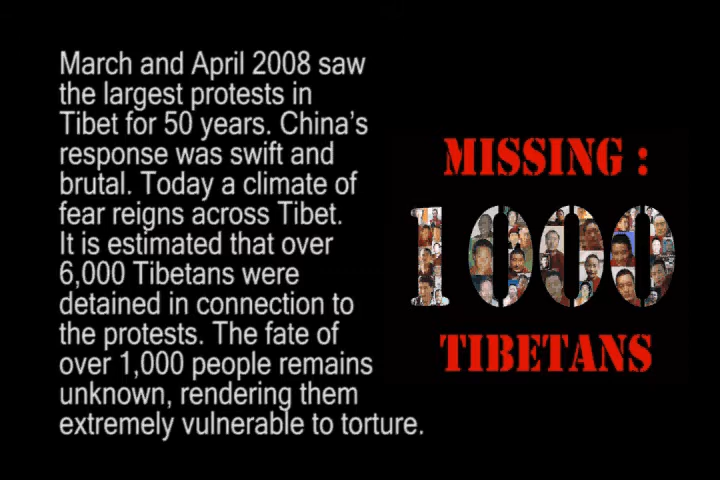 March and April 2008 saw
the largest protests in
Tibet for 50 years. China's
response was swift and
brutal. Today a climate of
fear reigns across Tibet.
It is estimated that over
6,000 Tibetans were
detained in connection to
the protests. The fate of
over 1,000 people remains
unknown, rendering them
extremely vulnerable to torture.
MISSING :
1000
TIBETANS